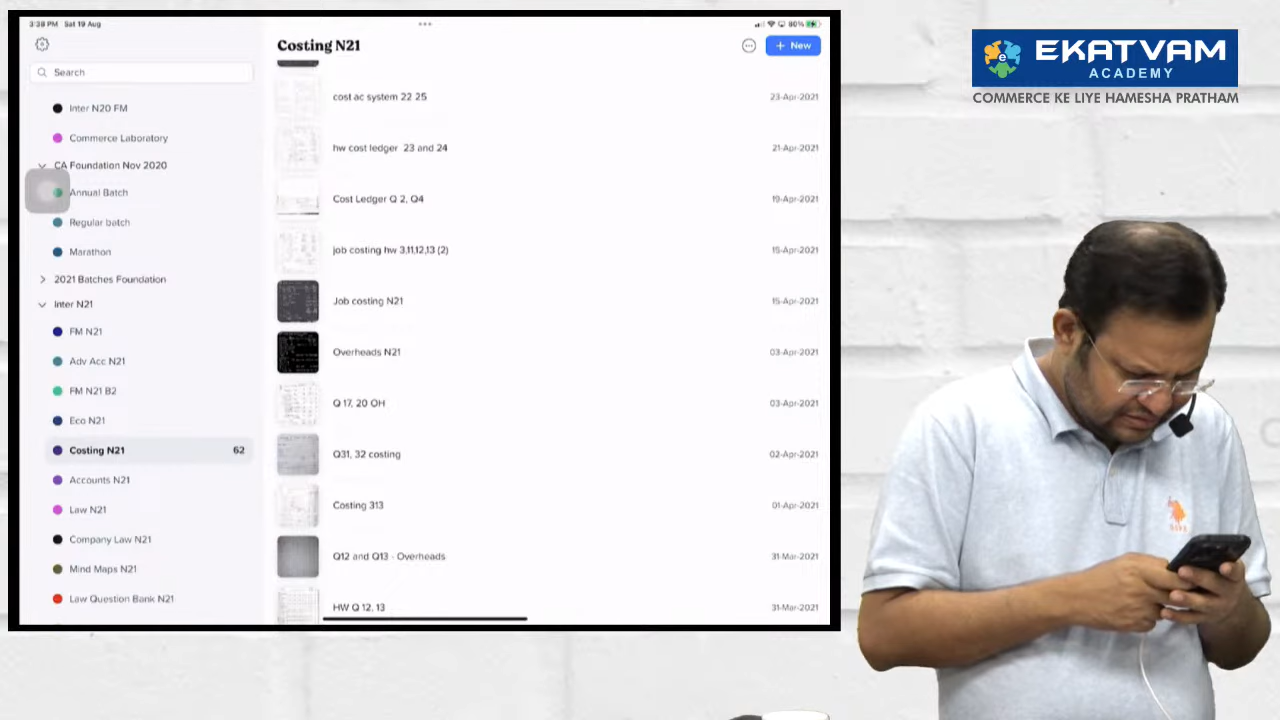 3:38 PM Sat 19 Aug
80%
Search
Inter N20 FM
Commerce Laboratory
CA Foundation Nov 2020
Annual Batch
Regular batch
Marathon
2021 Batches Foundation
Inter N21
FM N21
Adv Acc N21
FM N21 B2
Eco N21
Costing N21 62
Accounts N21
Law N21
Company Law N21
Mind Maps N21
Law Question Bank N21
Costing N21
+ New
cost ac system 22 25 23-Apr-2021
hw cost ledger 23 and 24 21-Apr-2021
Cost Ledger Q 2, Q4 19-Apr-2021
job costing hw 3,11,12,13 (2) 15-Apr-2021
Job costing N21 15-Apr-2021
Overheads N21 03-Apr-2021
Q 17, 20 OH 03-Apr-2021
Q31, 32 costing 02-Apr-2021
Costing 313 01-Apr-2021
Q12 and Q13 - Overheads 31-Mar-2021
HW Q 12, 13 31-Mar-2021
EKATVAM
ACADEMY
COMMERCE KE LIYE HAMESHA PRATHAM